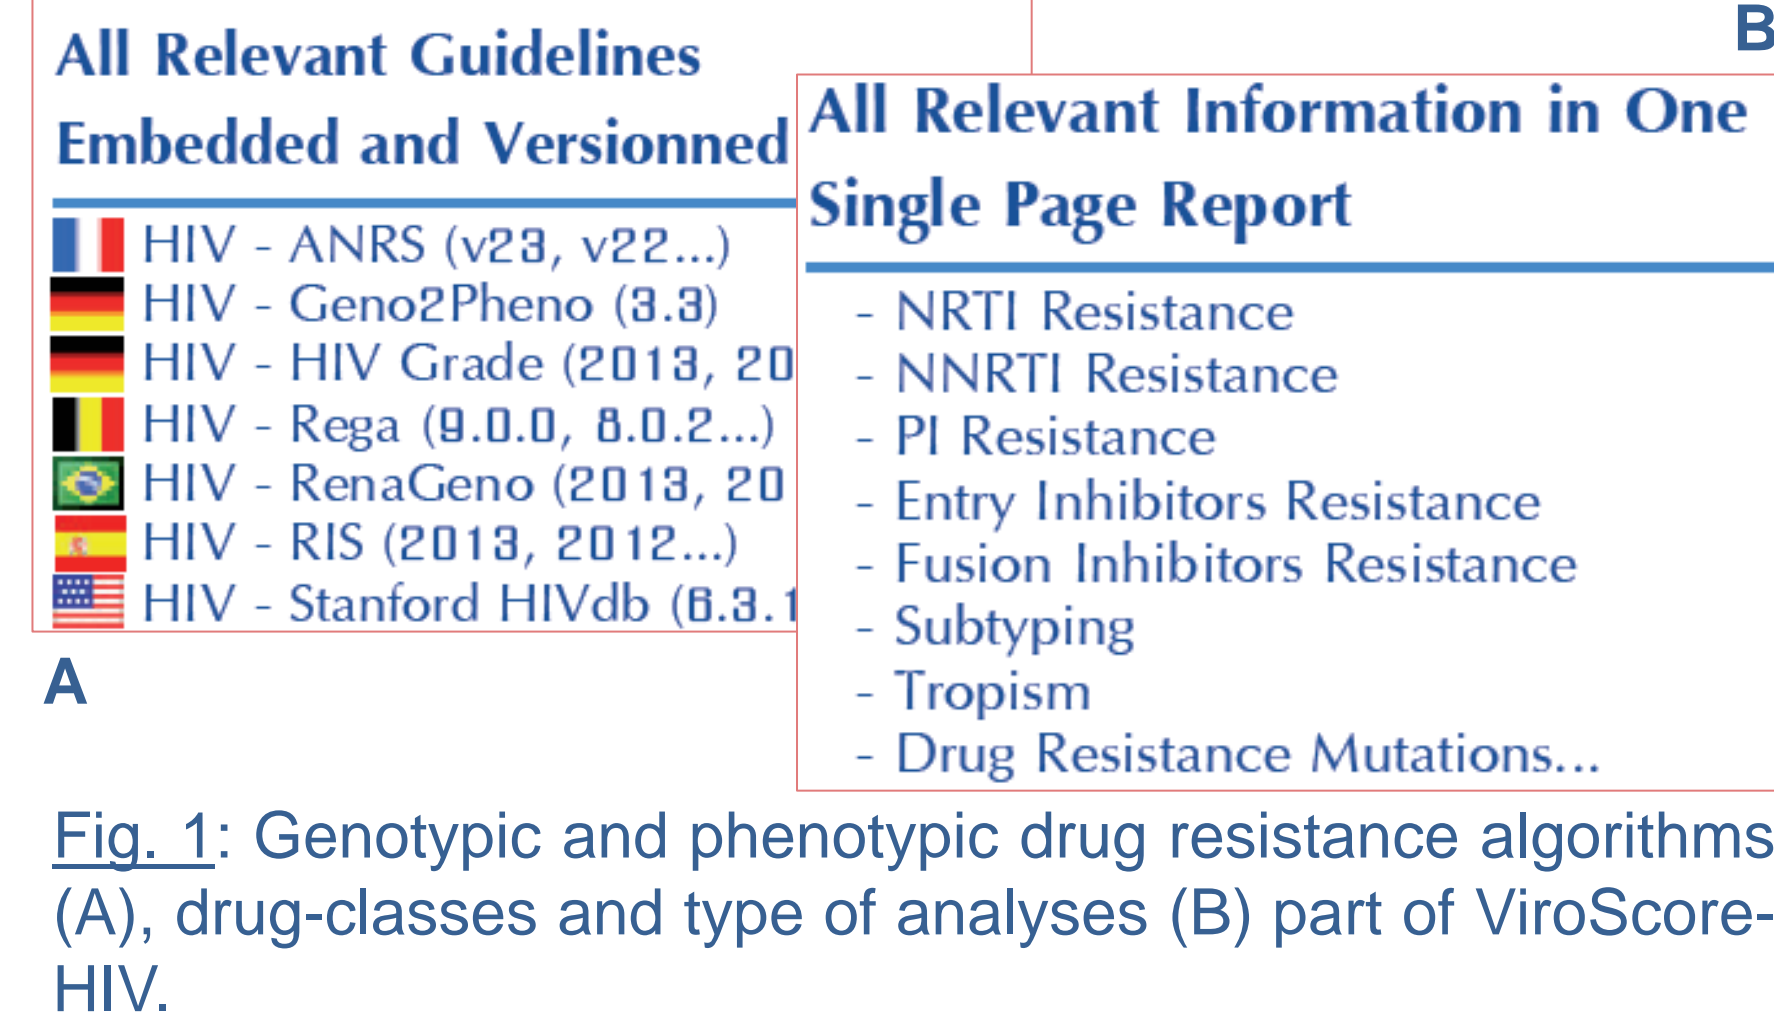 All Relevant Guidelines
Embedded and Versionned
HIV - ANRS (v23, v22...)
HIV - Geno2Pheno (3.3)
HIV - HIV Grade (2013, 20
HIV - Rega (9.0.0, 8.0.2...)
HIV - RenaGeno (2013, 20
HIV - RIS (2013, 2012...)
HIV - Stanford HIVdb (6.3.1
A
B
All Relevant Information in One
Single Page Report
- NRTI Resistance
- NNRTI Resistance
- PI Resistance
- Entry Inhibitors Resistance
- Fusion Inhibitors Resistance
- Subtyping
- Tropism
- Drug Resistance Mutations...
Fig. 1: Genotypic and phenotypic drug resistance algorithms
(A), drug-classes and type of analyses (B) part of ViroScore-
HIV.